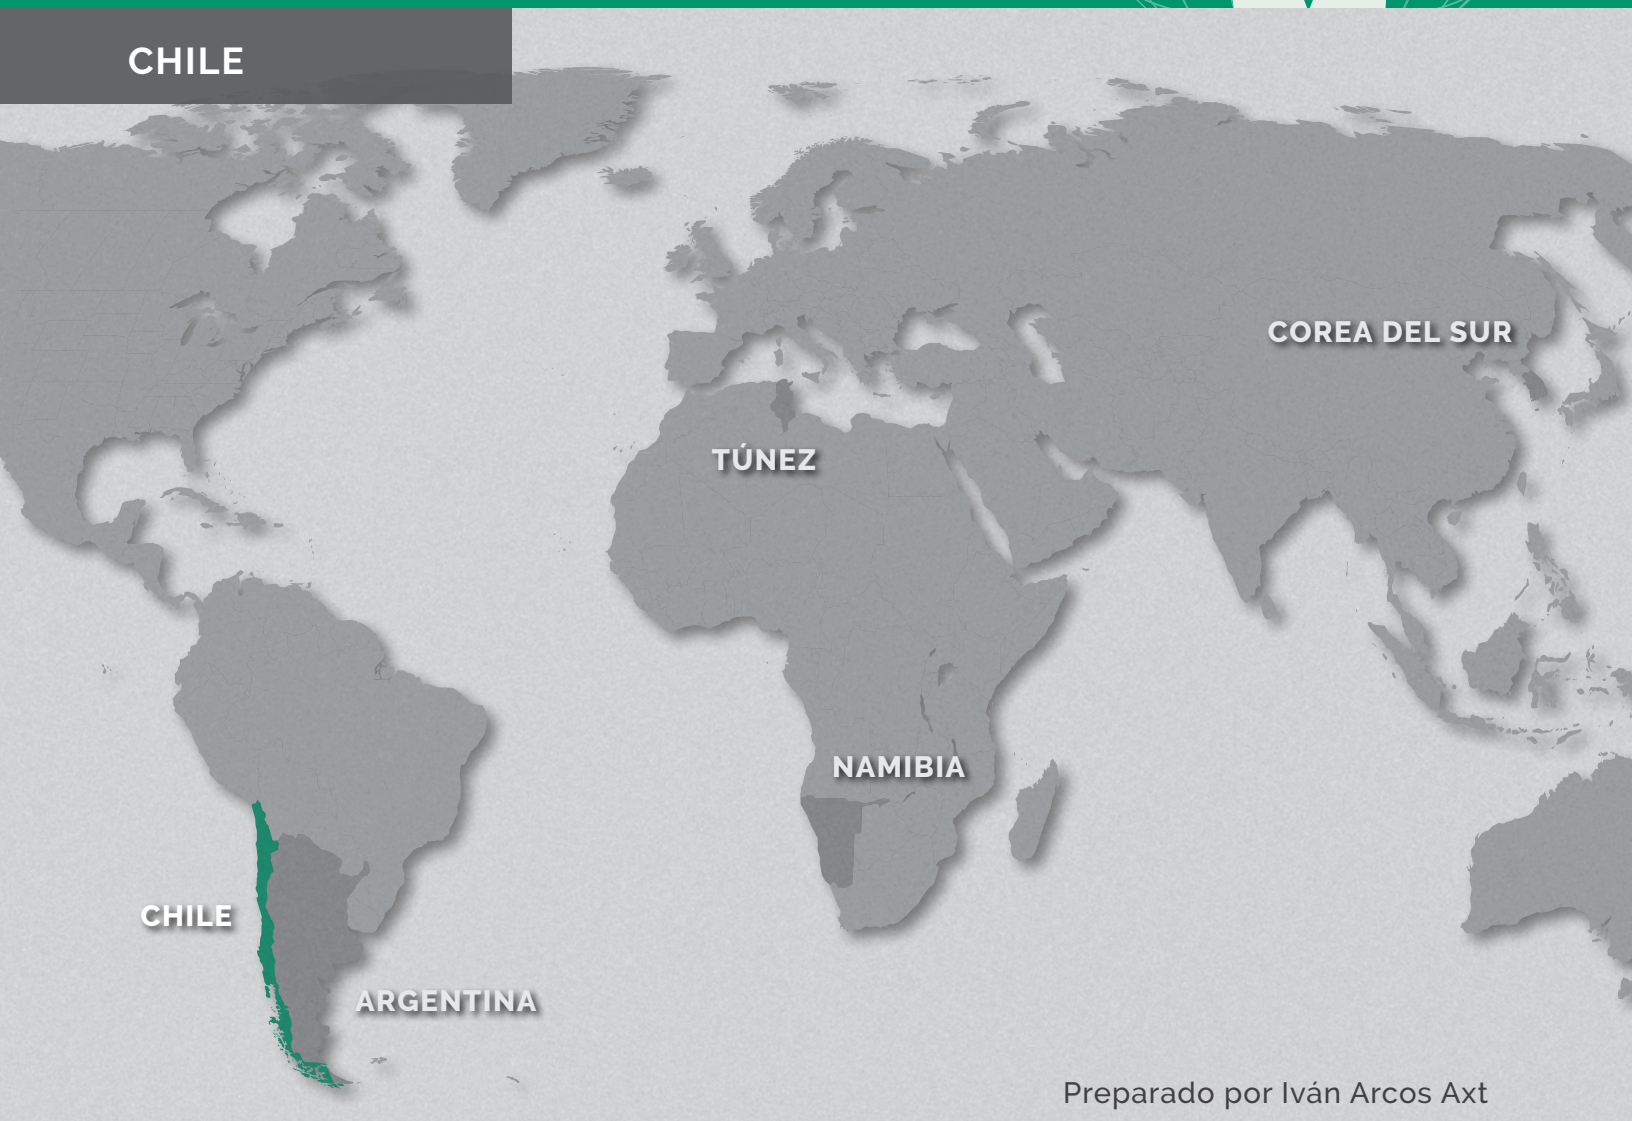 CHILE
COREA DEL SUR
TÚNEZ
NAMIBIA
CHILE
ARGENTINA
Preparado por Iván Arcos Axt